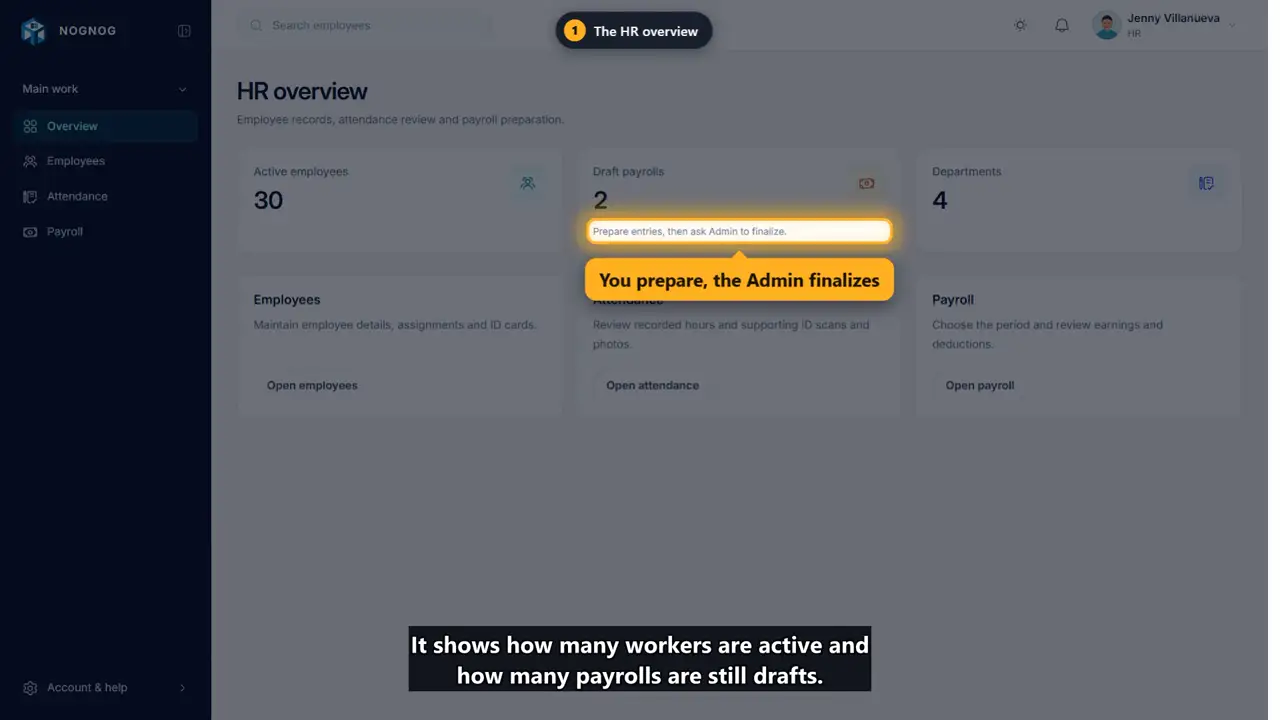 NOGNOG
Search employees
1 The HR overview
Jenny Villanueva
HR
Main work
Overview
Employees
Attendance
Payroll
Account & help
HR overview
Employee records, attendance review and payroll preparation.
Active employees
30
Draft payrolls
2
Prepare entries, then ask Admin to finalize.
You prepare, the Admin finalizes
Departments
4
Employees
Maintain employee details, assignments and ID cards.
Open employees
Attendance
Review recorded hours and supporting ID scans and
photos.
Open attendance
Payroll
Choose the period and review earnings and
deductions.
Open payroll
It shows how many workers are active and
how many payrolls are still drafts.